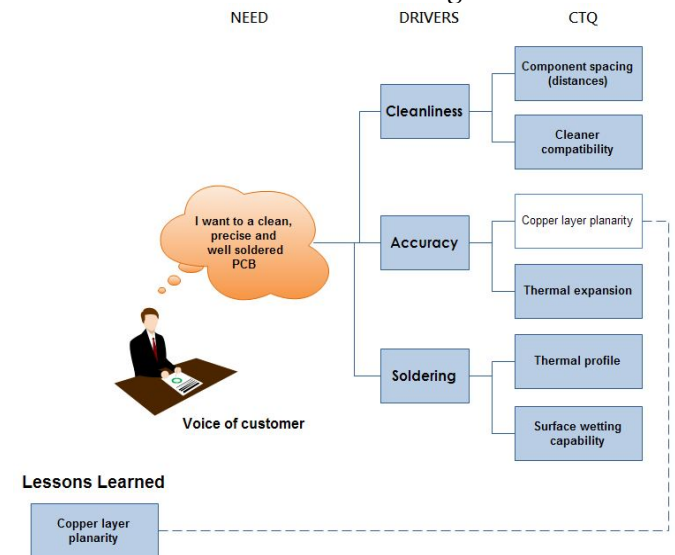 NEED
DRIVERS
CTQ
Component spacing
(distances)
Cleanliness
Cleaner
compatibility
I want to a clean,
precise and
well soldered
PCB
Copper layer planarity
Accuracy
Thermal expansion
Thermal profile
Soldering
Surface wetting
capability
Voice of customer
Lessons Learned
Copper layer
planarity